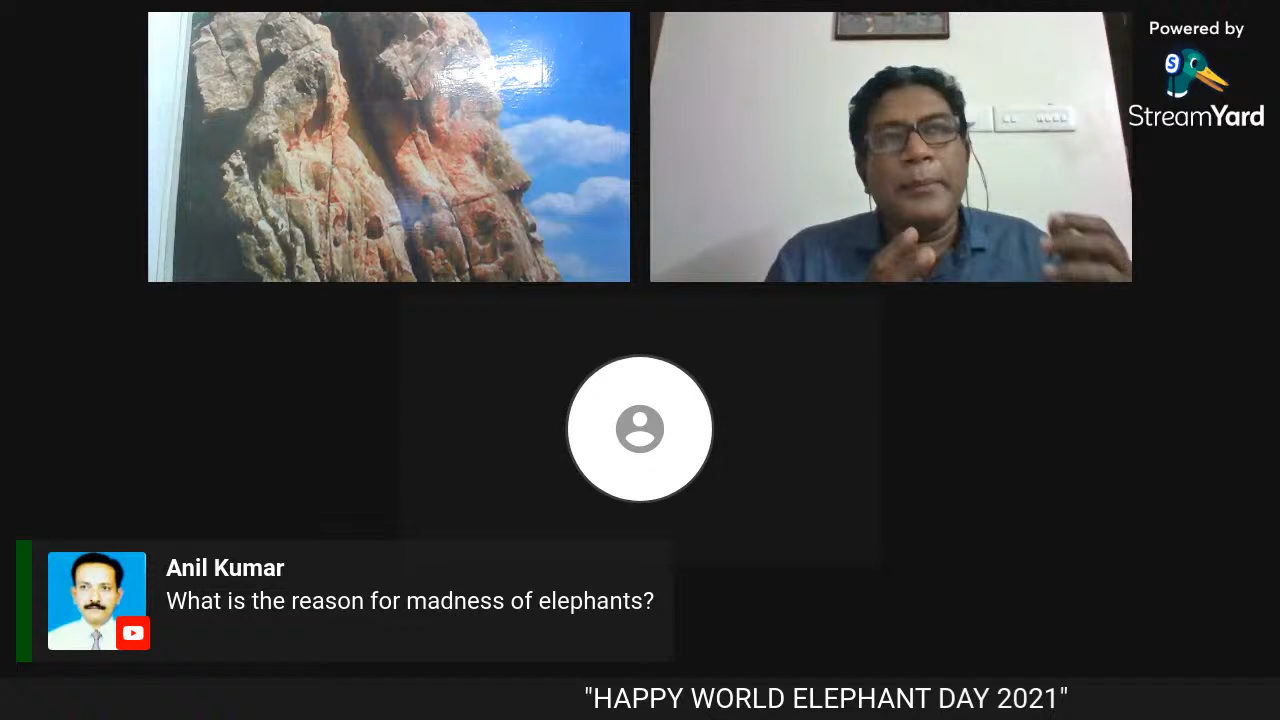 Powered by
StreamYard
Anil Kumar
What is the reason for madness of elephants?
"HAPPY WORLD ELEPHANT DAY 2021"